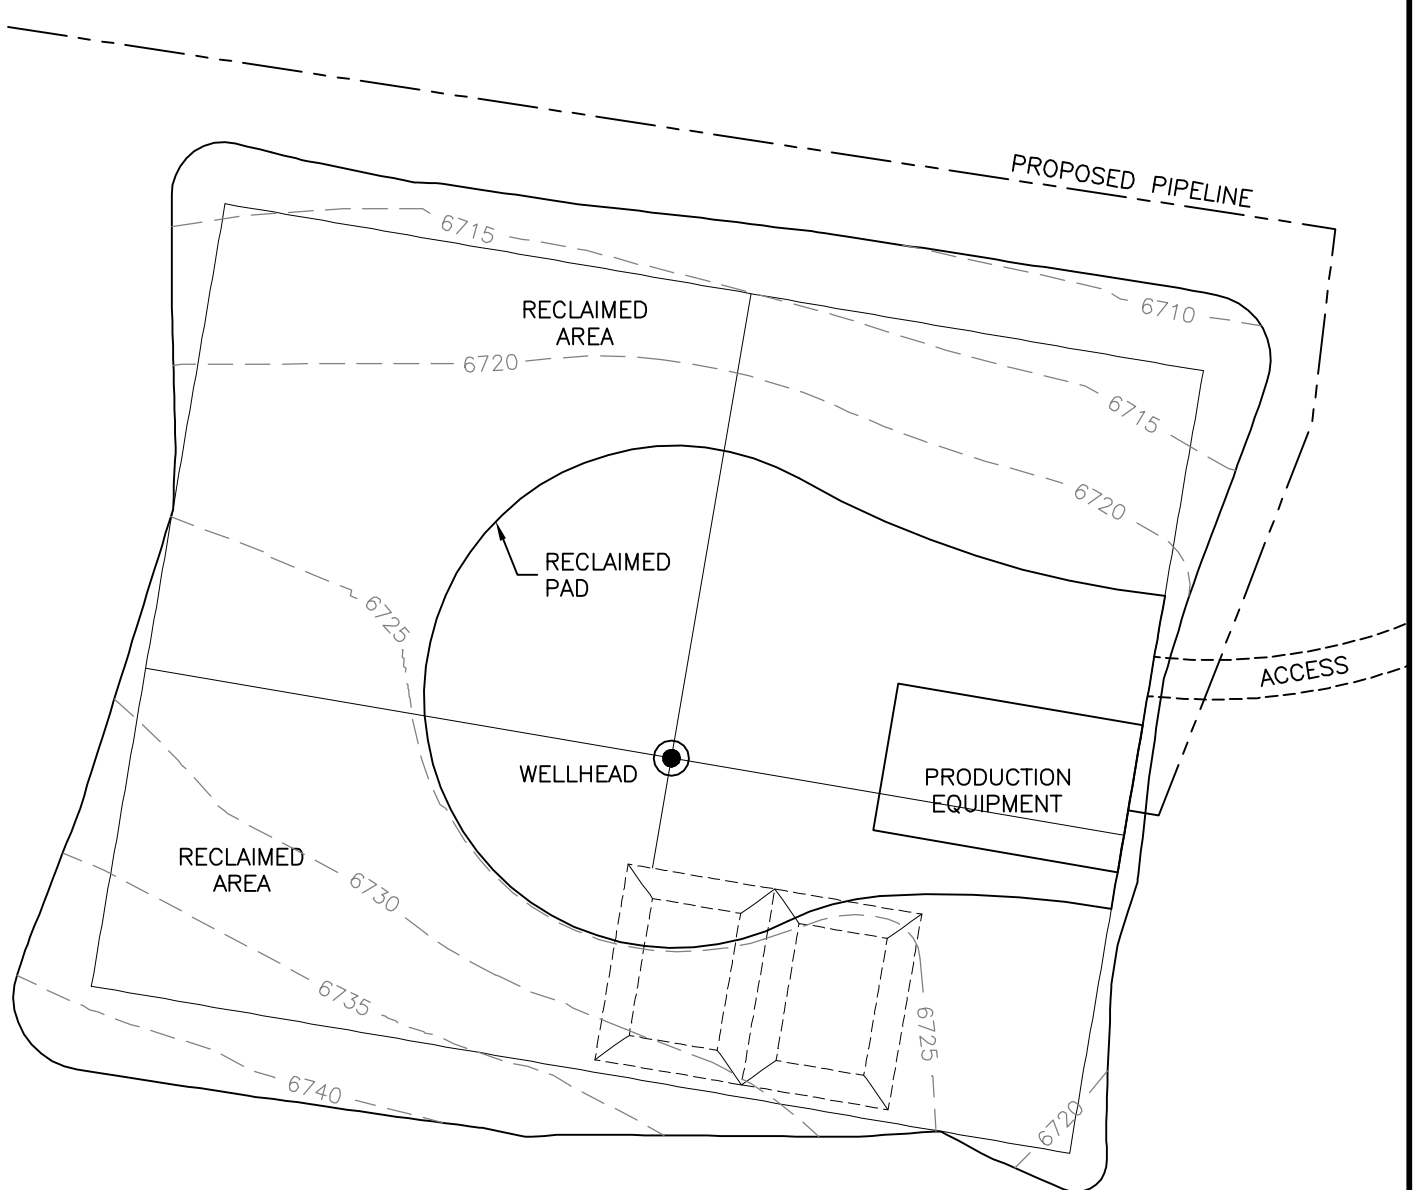 PROPOSED PIPELINE
6715
6710
RECLAIMED
AREA
6720
6715
6720
RECLAIMED
PAD
6725
ACCESS
WELLHEAD
PRODUCTION
EQUIPMENT
RECLAIMED
AREA
6730
6735
6725
6740
6720